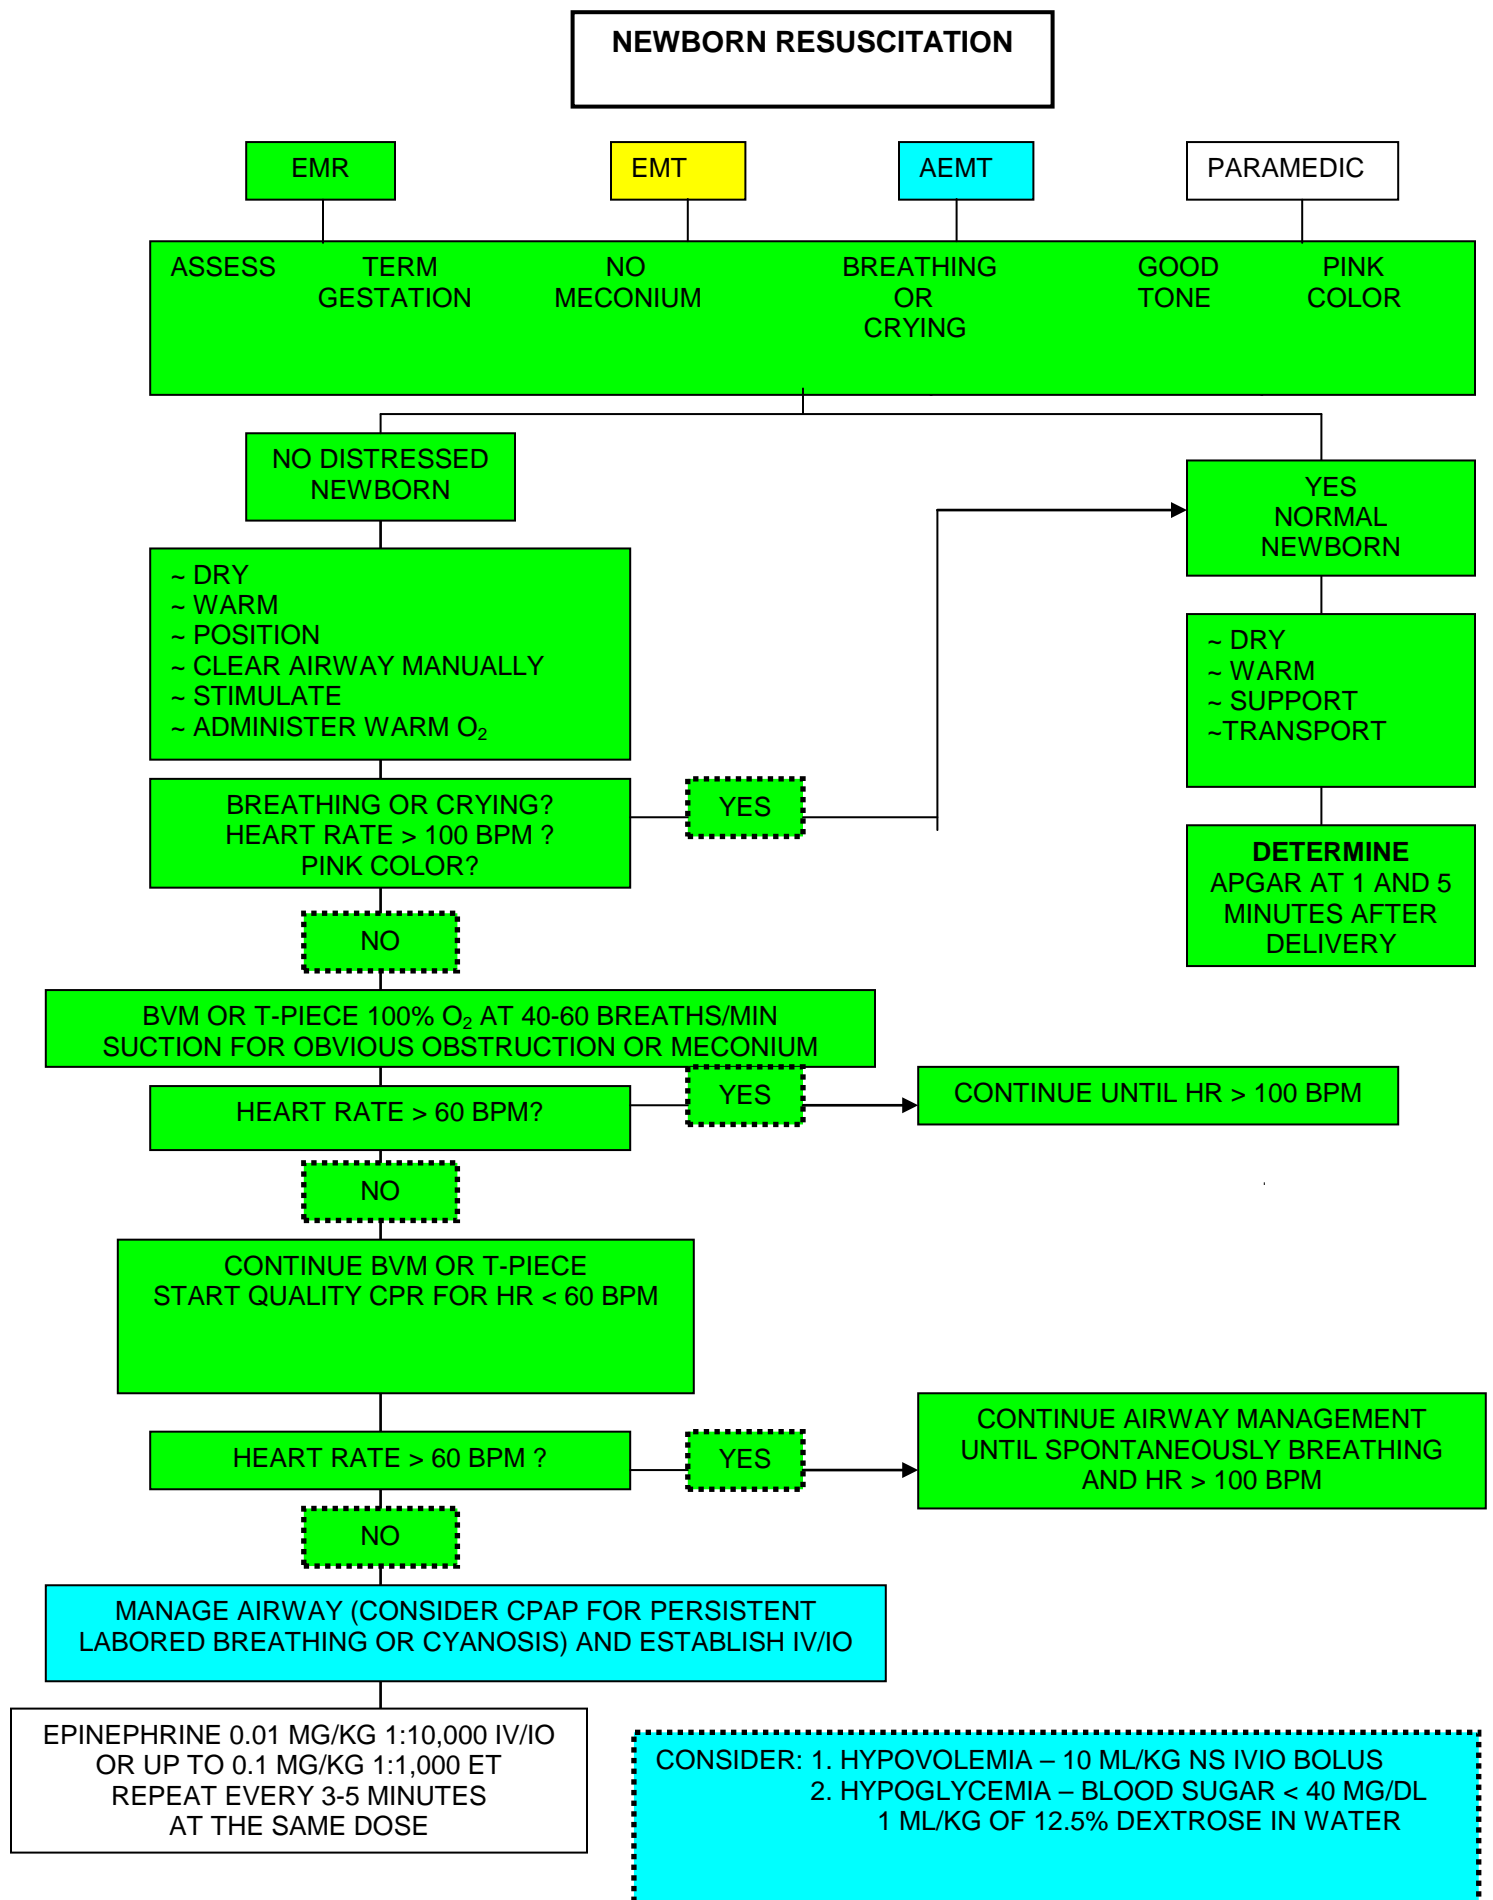 NEWBORN RESUSCITATION
EMR
EMT
AEMT
PARAMEDIC
ASSESS TERM NO BREATHING GOOD PINK
GESTATION MECONIUM OR TONE COLOR
CRYING
NO DISTRESSED
NEWBORN
YES
NORMAL
NEWBORN
~ DRY
~ WARM
~ POSITION
~ CLEAR AIRWAY MANUALLY
~ STIMULATE
~ ADMINISTER WARM O₂
~ DRY
~ WARM
~ SUPPORT
~TRANSPORT
BREATHING OR CRYING?
HEART RATE > 100 BPM ?
PINK COLOR?
YES
DETERMINE
APGAR AT 1 AND 5
MINUTES AFTER
DELIVERY
NO
BVM OR T-PIECE 100% O₂ AT 40-60 BREATHS/MIN
SUCTION FOR OBVIOUS OBSTRUCTION OR MECONIUM
HEART RATE > 60 BPM?
YES
CONTINUE UNTIL HR > 100 BPM
NO
CONTINUE BVM OR T-PIECE
START QUALITY CPR FOR HR < 60 BPM
HEART RATE > 60 BPM ?
YES
CONTINUE AIRWAY MANAGEMENT
UNTIL SPONTANEOUSLY BREATHING
AND HR > 100 BPM
NO
MANAGE AIRWAY (CONSIDER CPAP FOR PERSISTENT
LABORED BREATHING OR CYANOSIS) AND ESTABLISH IV/IO
EPINEPHRINE 0.01 MG/KG 1:10,000 IV/IO
OR UP TO 0.1 MG/KG 1:1,000 ET
REPEAT EVERY 3-5 MINUTES
AT THE SAME DOSE
CONSIDER: 1. HYPOVOLEMIA – 10 ML/KG NS IVIO BOLUS
2. HYPOGLYCEMIA – BLOOD SUGAR < 40 MG/DL
1 ML/KG OF 12.5% DEXTROSE IN WATER